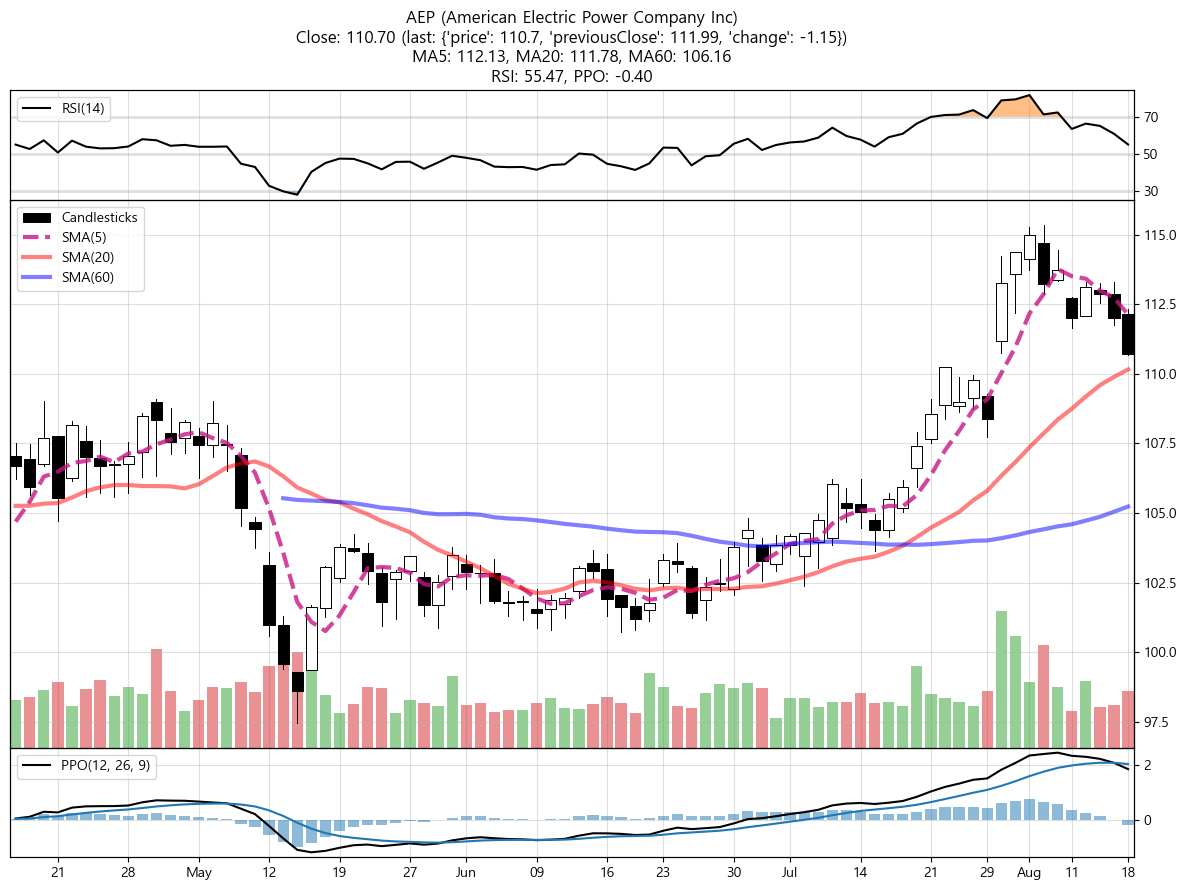 AEP (American Electric Power Company Inc)
Close: 110.70 (last: {'price': 110.7, 'previousClose': 111.99, 'change': -1.15})
MA5: 112.13, MA20: 111.78, MA60: 106.16
RSI: 55.47, PPO: -0.40
RSI(14)
70
50
30
Candlesticks
SMA(5)
SMA(20)
SMA(60)
115.0
112.5
110.0
107.5
105.0
102.5
100.0
97.5
PPO(12, 26, 9)
2
0
21 28 May 12 19 27 Jun 09 16 23 30 Jul 14 21 29 Aug 11 18